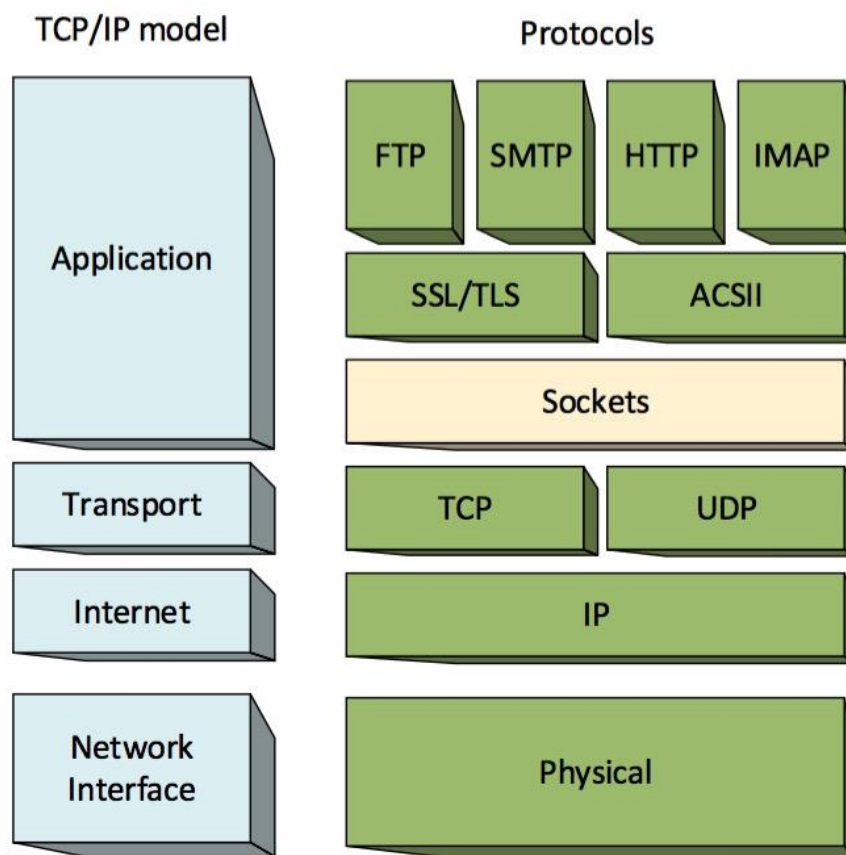 TCP/IP model
Protocols
Application
FTP
SMTP
HTTP
IMAP
SSL/TLS
ACSII
Sockets
Transport
TCP
UDP
Internet
IP
Network
Interface
Physical